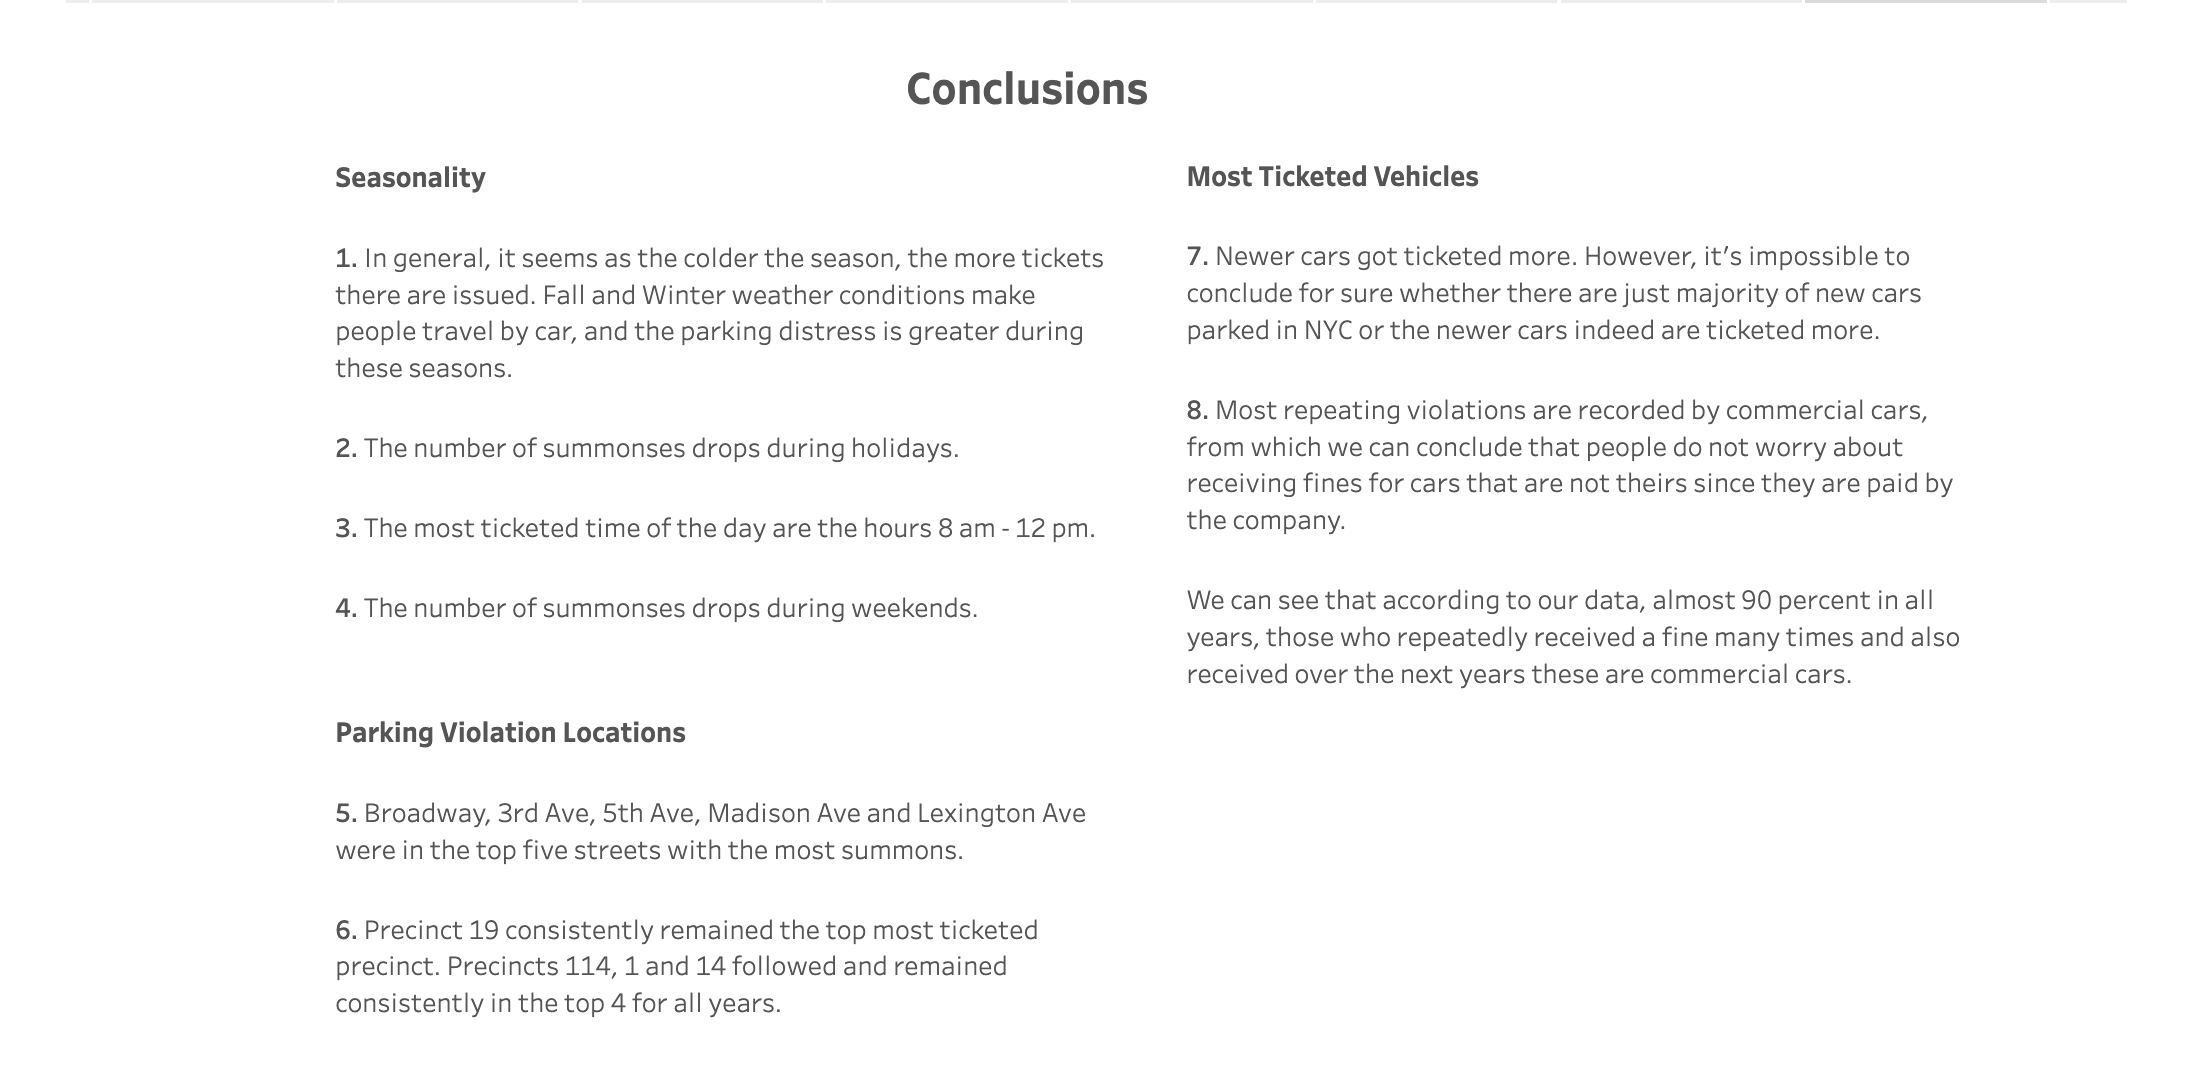 Conclusions
Seasonality
1. In general, it seems as the colder the season, the more tickets
there are issued. Fall and Winter weather conditions make
people travel by car, and the parking distress is greater during
these seasons.
2. The number of summonses drops during holidays.
3. The most ticketed time of the day are the hours 8 am - 12 pm.
4. The number of summonses drops during weekends.
Parking Violation Locations
5. Broadway, 3rd Ave, 5th Ave, Madison Ave and Lexington Ave
were in the top five streets with the most summons.
6. Precinct 19 consistently remained the top most ticketed
precinct. Precincts 114, 1 and 14 followed and remained
consistently in the top 4 for all years.
Most Ticketed Vehicles
7. Newer cars got ticketed more. However, it’s impossible to
conclude for sure whether there are just majority of new cars
parked in NYC or the newer cars indeed are ticketed more.
8. Most repeating violations are recorded by commercial cars,
from which we can conclude that people do not worry about
receiving fines for cars that are not theirs since they are paid by
the company.
We can see that according to our data, almost 90 percent in all
years, those who repeatedly received a fine many times and also
received over the next years these are commercial cars.